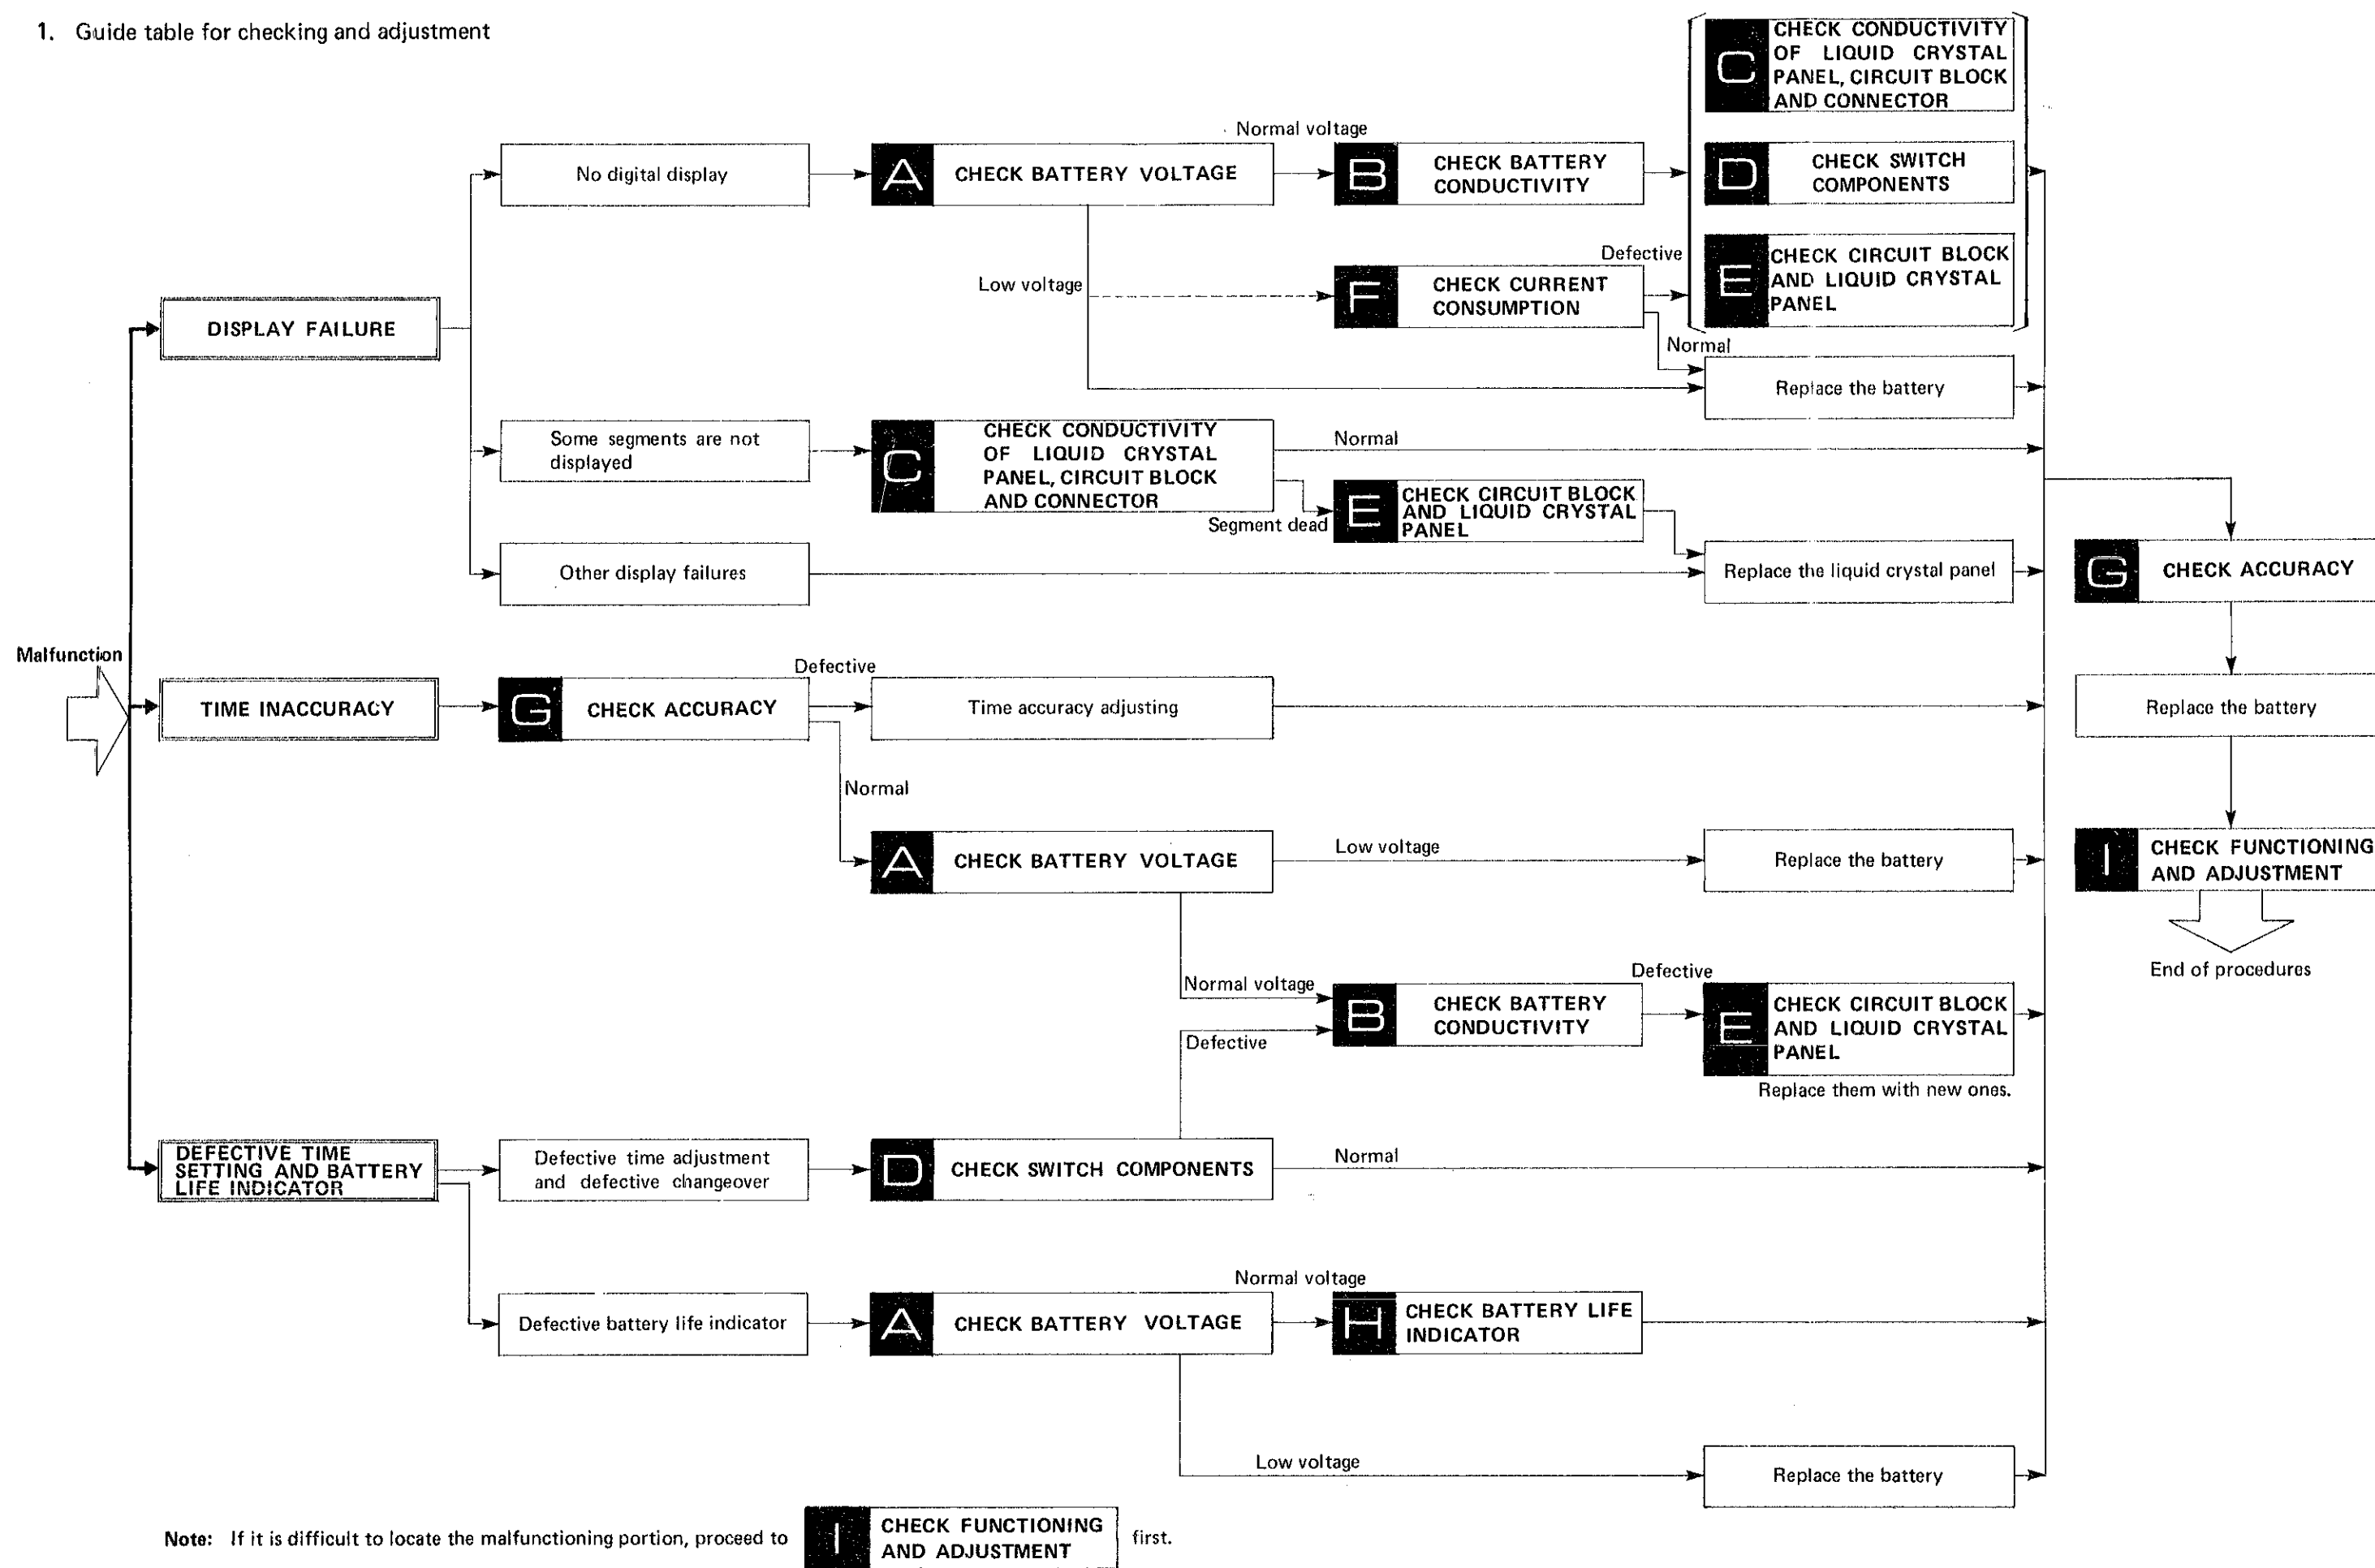 1. Guide table for checking and adjustment
C
CHECK CONDUCTIVITY
OF LIQUID CRYSTAL
PANEL, CIRCUIT BLOCK
AND CONNECTOR
Normal voltage
No digital display
A
CHECK BATTERY VOLTAGE
B
CHECK BATTERY
CONDUCTIVITY
D
CHECK SWITCH
COMPONENTS
Defective
Low voltage
F
CHECK CURRENT
CONSUMPTION
E
CHECK CIRCUIT BLOCK
AND LIQUID CRYSTAL
PANEL
DISPLAY FAILURE
Normal
Replace the battery
Some segments are not
displayed
C
CHECK CONDUCTIVITY
OF LIQUID CRYSTAL
PANEL, CIRCUIT BLOCK
AND CONNECTOR
Normal
Segment dead
E
CHECK CIRCUIT BLOCK
AND LIQUID CRYSTAL
PANEL
Other display failures
Replace the liquid crystal panel
G
CHECK ACCURACY
Malfunction
Defective
TIME INACCURACY
G
CHECK ACCURACY
Time accuracy adjusting
Replace the battery
Normal
A
CHECK BATTERY VOLTAGE
Low voltage
Replace the battery
I
CHECK FUNCTIONING
AND ADJUSTMENT
End of procedures
Normal voltage
Defective
B
CHECK BATTERY
CONDUCTIVITY
Defective
E
CHECK CIRCUIT BLOCK
AND LIQUID CRYSTAL
PANEL
Replace them with new ones.
DEFECTIVE TIME
SETTING AND BATTERY
LIFE INDICATOR
Defective time adjustment
and defective changeover
D
CHECK SWITCH COMPONENTS
Normal
Normal voltage
Defective battery life indicator
A
CHECK BATTERY VOLTAGE
H
CHECK BATTERY LIFE
INDICATOR
Low voltage
Replace the battery
Note: If it is difficult to locate the malfunctioning portion, proceed to
I
CHECK FUNCTIONING
AND ADJUSTMENT
first.